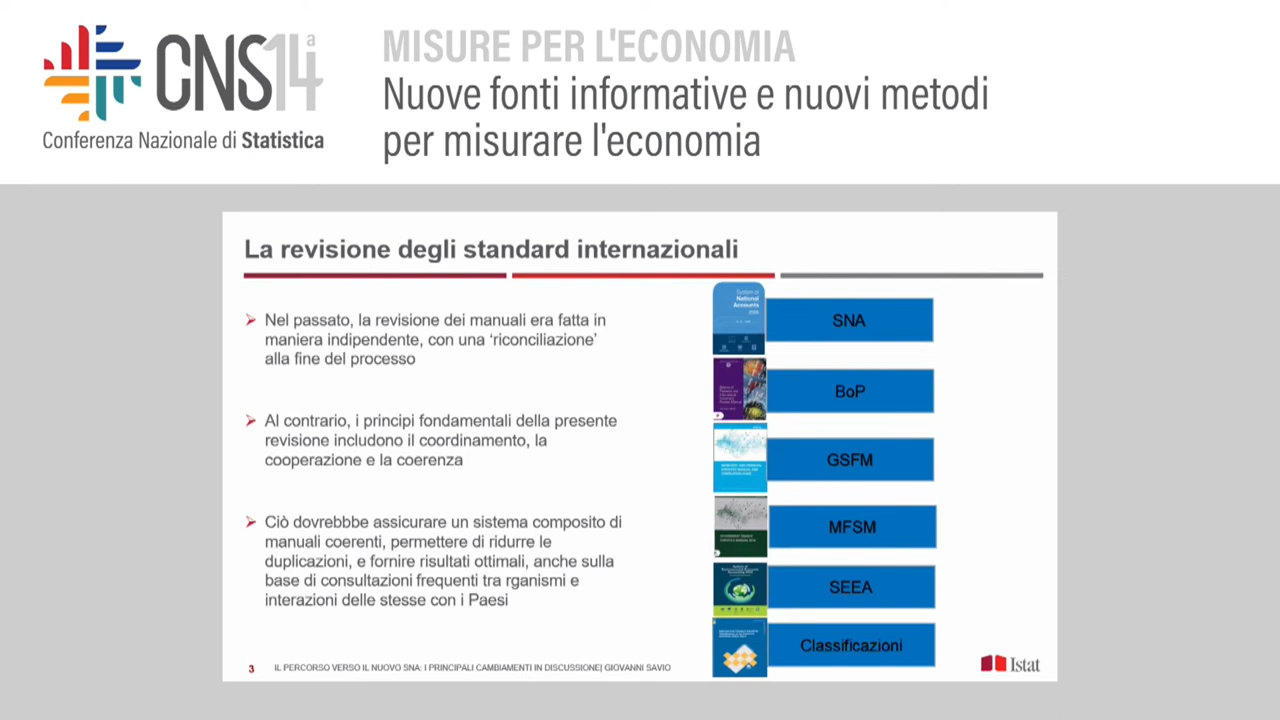 CNS14ª
Conferenza Nazionale di Statistica
MISURE PER L'ECONOMIA
Nuove fonti informative e nuovi metodi
per misurare l'economia
La revisione degli standard internazionali
Nel passato, la revisione dei manuali era fatta in
maniera indipendente, con una ‘riconciliazione’
alla fine del processo
Al contrario, i principi fondamentali della presente
revisione includono il coordinamento, la
cooperazione e la coerenza
Ciò dovrebbbe assicurare un sistema composito di
manuali coerenti, permettere di ridurre le
duplicazioni, e fornire risultati ottimali, anche sulla
base di consultazioni frequenti tra rganismi e
interazioni delle stesse con i Paesi
System of
National
Accounts
SNA
BoP
GSFM
MFSM
SEEA
Classificazioni
3 IL PERCORSO VERSO IL NUOVO SNA: I PRINCIPALI CAMBIAMENTI IN DISCUSSIONE| GIOVANNI SAVIO
Istat